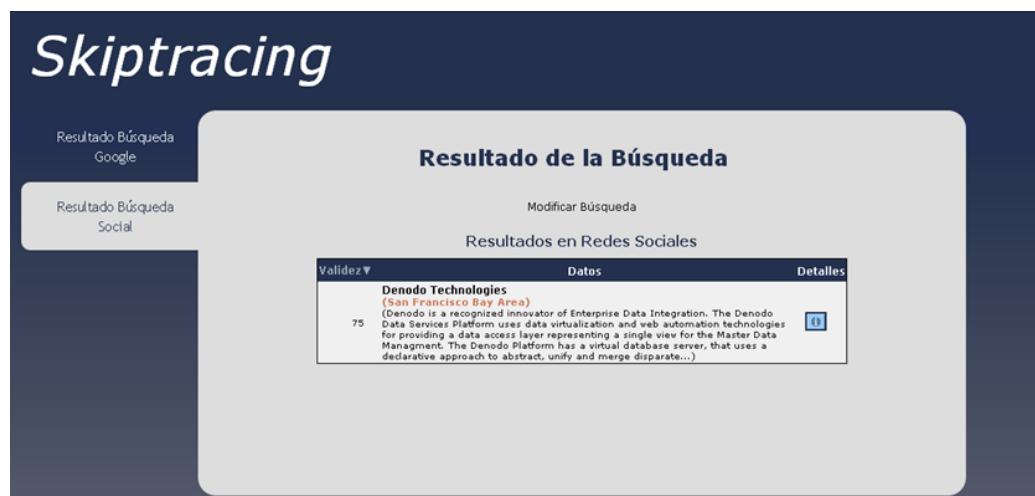 Skiptracing
Resultado Búsqueda
Google
Resultado Búsqueda
Social
Resultado de la Búsqueda
Modificar Búsqueda
Resultados en Redes Sociales
Validez▼ Datos Detalles
Denodo Technologies
(San Francisco Bay Area)
75
(Denodo is a recognized innovator of Enterprise Data Integration. The Denodo
Data Services Platform uses data virtualization and web automation technologies
for providing a data access layer representing a single view for the Master Data
Managment. The Denodo Platform has a virtual database server, that uses a
declarative approach to abstract, unify and merge disparate...)